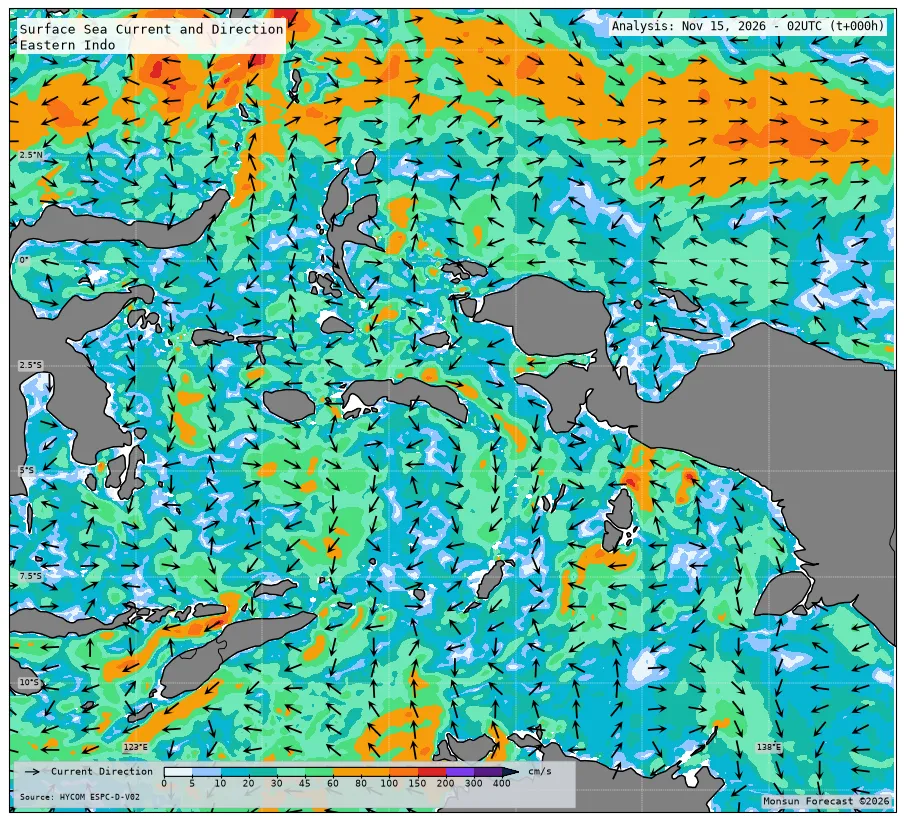 Surface Sea Current and Direction
Eastern Indo
Analysis: Nov 15, 2026 - 02UTC (t+000h)
2.5°N
0°
2.5°S
5°S
7.5°S
10°S
123°E
138°E
Current Direction
cm/s
0 5 10 20 30 45 60 80 100 150 200 300 400
Source: HYCOM ESPC-D-V02
Monsun Forecast ©2026